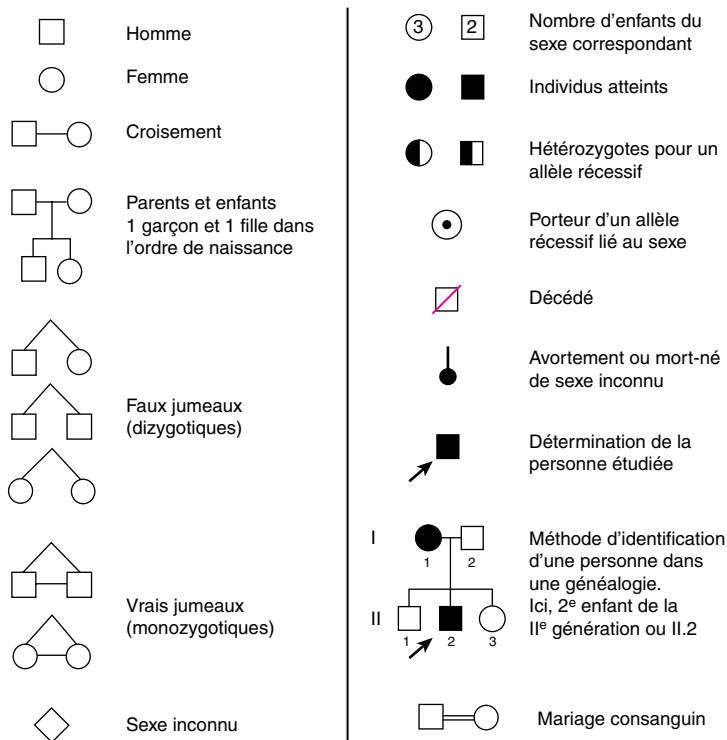 Homme
Femme
Croisement
Parents et enfants
1 garçon et 1 fille dans
l'ordre de naissance
Faux jumeaux
(dizygotiques)
Vrais jumeaux
(monozygotiques)
Sexe inconnu
3 2
Nombre d'enfants du
sexe correspondant
Individus atteints
Hétérozygotes pour un
allèle récessif
Porteur d'un allèle
récessif lié au sexe
Décédé
Avortement ou mort-né
de sexe inconnu
Détermination de la
personne étudiée
I
1 2
II
1 2 3
Méthode d'identification
d'une personne dans
une généalogie.
Ici, 2e enfant de la
IIe génération ou II.2
Mariage consanguin